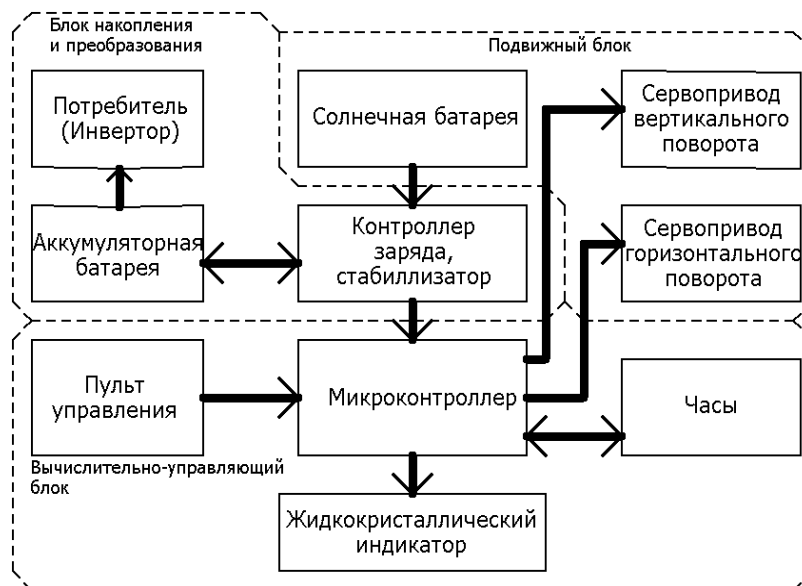 Блок накопления
и преобразования
Подвижный блок
Потребитель
(Инвертор)
Солнечная батарея
Сервопривод
вертикального
поворота
Аккумуляторная
батарея
Контроллер
заряда,
стабиллизатор
Сервопривод
горизонтального
поворота
Пульт
управления
Микроконтроллер
Часы
Вычислительно-управляющий
блок
Жидкокристаллический
индикатор